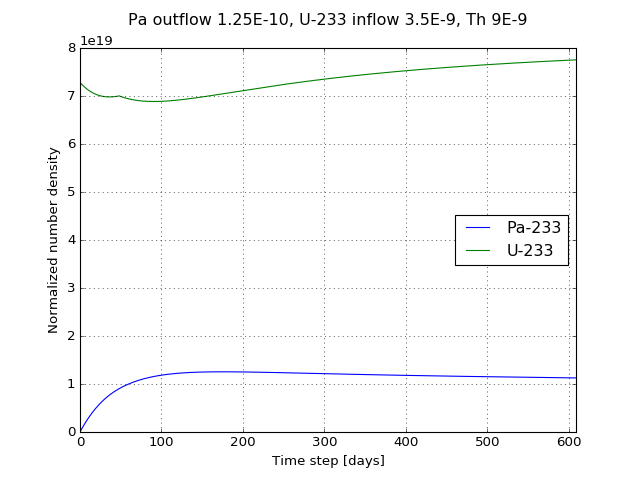 Pa outflow 1.25E-10, U-233 inflow 3.5E-9, Th 9E-9
1e19
8
7
6
5
4
3
2
1
0
Normalized number density
Pa-233
U-233
0 100 200 300 400 500 600
Time step [days]